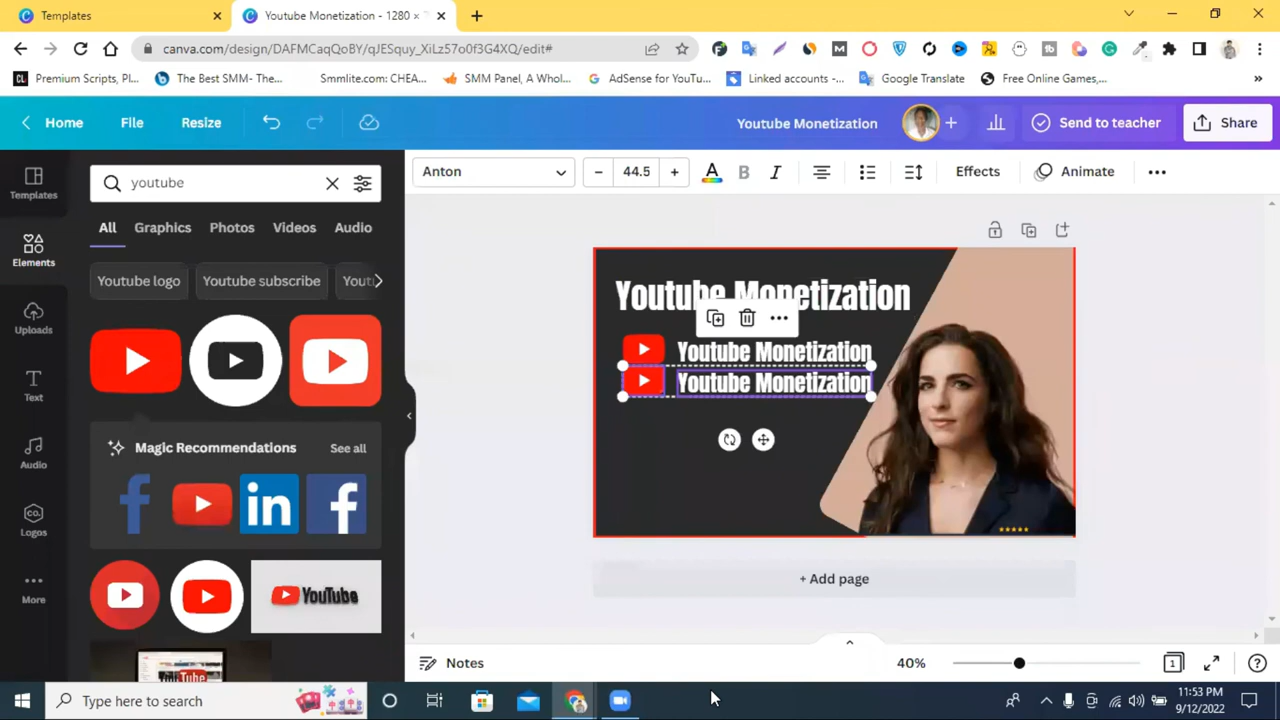 Templates
Youtube Monetization - 1280 ×
canva.com/design/DAFMCaqQoBY/qJESquy_XiLz57o0f3G4XQ/edit#
Premium Scripts, Pl...
The Best SMM- The...
Smmlite.com: CHEA...
SMM Panel, A Whol...
AdSense for YouTu...
Linked accounts -...
Google Translate
Free Online Games,...
Home
File
Resize
Youtube Monetization
Send to teacher
Share
Templates
Elements
Uploads
Text
Audio
Logos
More
youtube
All
Graphics
Photos
Videos
Audio
Youtube logo
Youtube subscribe
Magic Recommendations
See all
YouTube
Anton
44.5
A
B
I
Effects
Animate
Youtube Monetization
Youtube Monetization
Youtube Monetization
+ Add page
Notes
40%
1
Type here to search
11:53 PM
9/12/2022